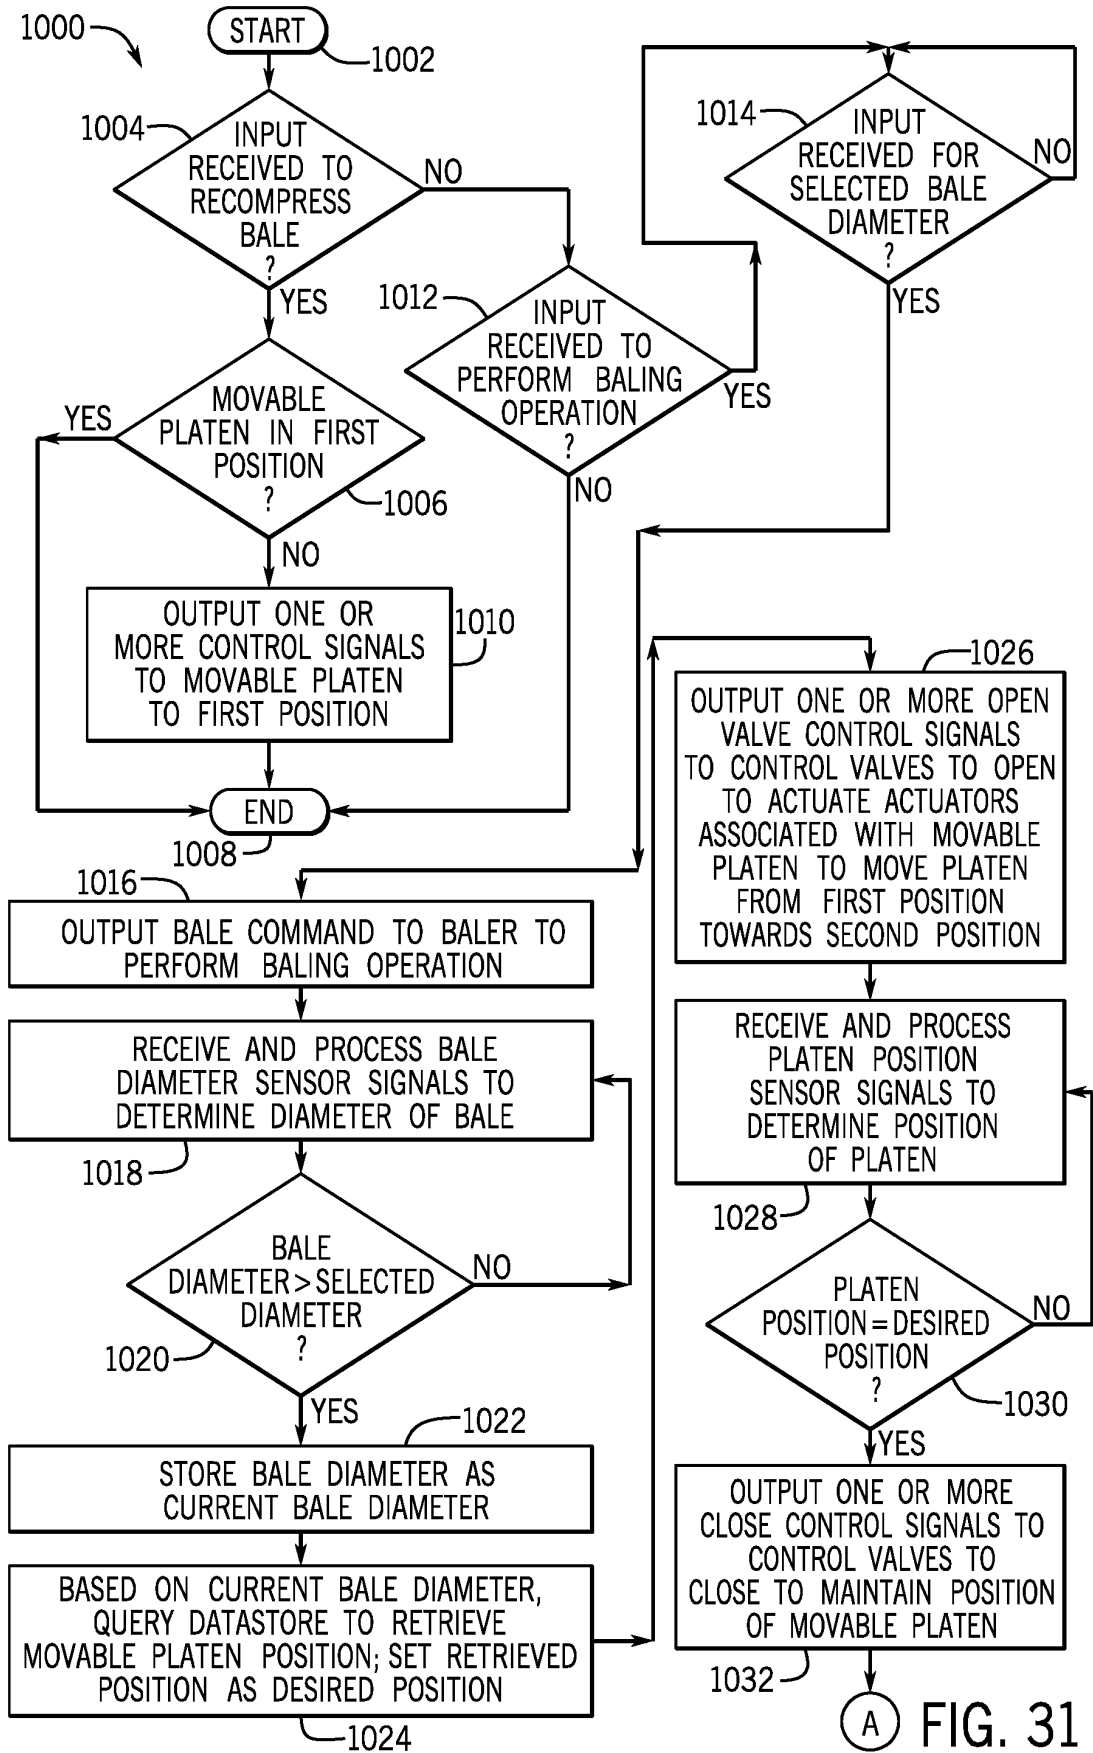 1000
START
1002
1004
INPUT
RECEIVED TO
RECOMPRESS
BALE
?
NO
YES
1012
INPUT
RECEIVED TO
PERFORM BALING
OPERATION
?
YES
NO
1014
INPUT
RECEIVED FOR
SELECTED BALE
DIAMETER
?
NO
YES
YES
MOVABLE
PLATEN IN FIRST
POSITION
?
1006
NO
OUTPUT ONE OR
MORE CONTROL SIGNALS
TO MOVABLE PLATEN
TO FIRST POSITION
1010
END
1008
1016
OUTPUT BALE COMMAND TO BALER TO
PERFORM BALING OPERATION
RECEIVE AND PROCESS BALE
DIAMETER SENSOR SIGNALS TO
DETERMINE DIAMETER OF BALE
1018
BALE
DIAMETER > SELECTED
DIAMETER
?
NO
1020
YES
1022
STORE BALE DIAMETER AS
CURRENT BALE DIAMETER
BASED ON CURRENT BALE DIAMETER,
QUERY DATASTORE TO RETRIEVE
MOVABLE PLATEN POSITION; SET RETRIEVED
POSITION AS DESIRED POSITION
1024
1026
OUTPUT ONE OR MORE OPEN
VALVE CONTROL SIGNALS
TO CONTROL VALVES TO OPEN
TO ACTUATE ACTUATORS
ASSOCIATED WITH MOVABLE
PLATEN TO MOVE PLATEN
FROM FIRST POSITION
TOWARDS SECOND POSITION
RECEIVE AND PROCESS
PLATEN POSITION
SENSOR SIGNALS TO
DETERMINE POSITION
OF PLATEN
1028
PLATEN
POSITION = DESIRED
POSITION
?
NO
1030
YES
OUTPUT ONE OR MORE
CLOSE CONTROL SIGNALS TO
CONTROL VALVES TO
CLOSE TO MAINTAIN POSITION
OF MOVABLE PLATEN
1032
A
FIG. 31